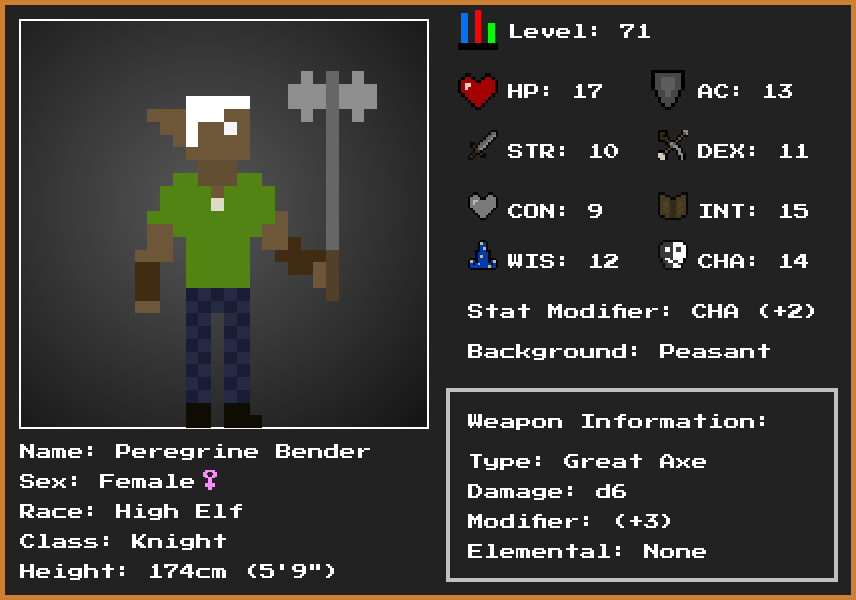 Level: 71
HP: 17 AC: 13
STR: 10 DEX: 11
CON: 9 INT: 15
WIS: 12 CHA: 14
Stat Modifier: CHA (+2)
Background: Peasant
Weapon Information:
Type: Great Axe
Damage: d6
Modifier: (+3)
Elemental: None
Name: Peregrine Bender
Sex: Female♀
Race: High Elf
Class: Knight
Height: 174cm (5'9")